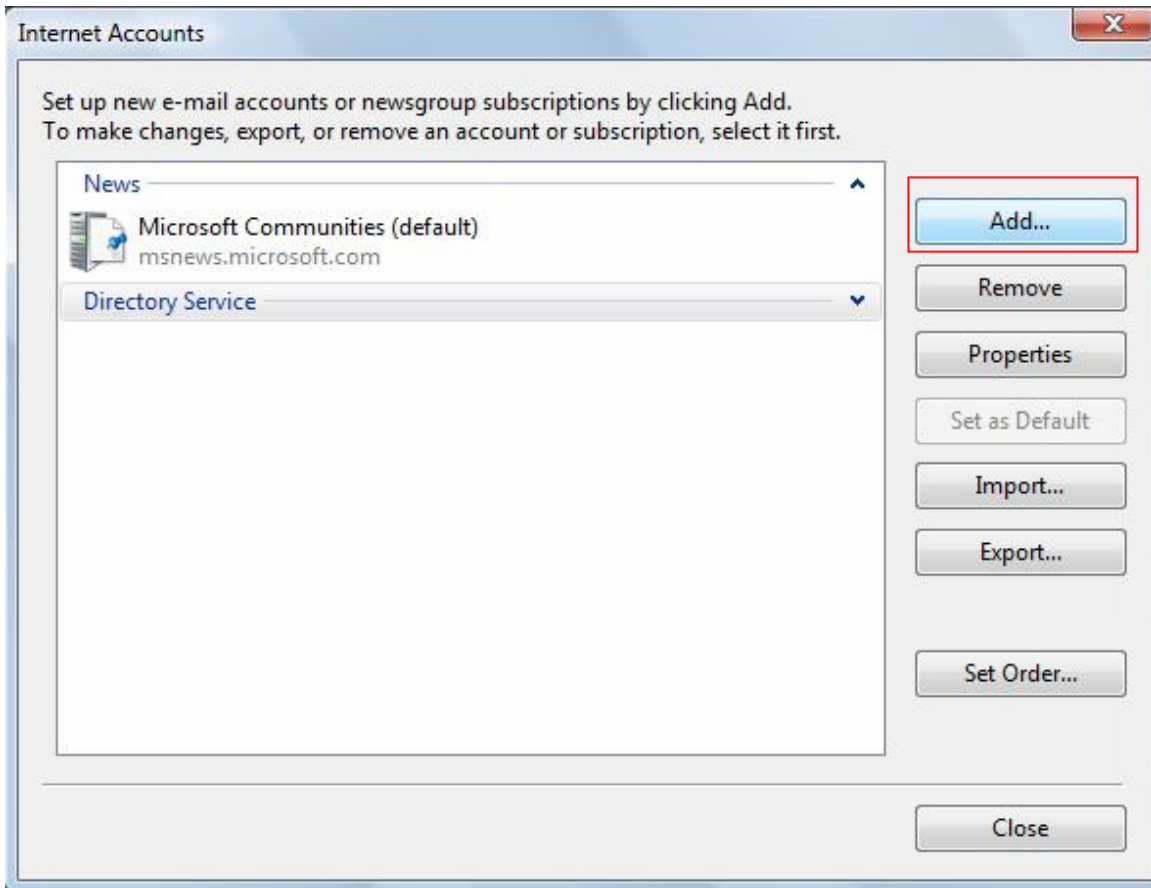 Internet Accounts
Set up new e-mail accounts or newsgroup subscriptions by clicking Add.
To make changes, export, or remove an account or subscription, select it first.
News
Microsoft Communities (default)
msnews.microsoft.com
Directory Service
Add...
Remove
Properties
Set as Default
Import...
Export...
Set Order...
Close